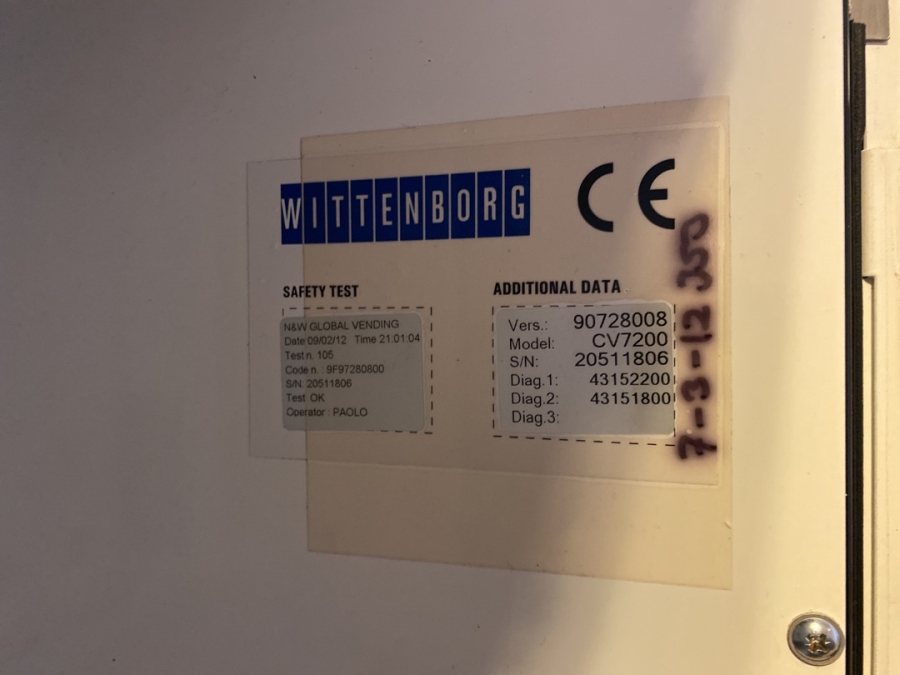 WITTENBORG
CE
SAFETY TEST
N&W GLOBAL VENDING
Date 09/02/12 Time 21:01:04
Test n. 105
Code n. : 9F97280800
S/N: 20511806
Test OK
Operator : PAOLO
ADDITIONAL DATA
Vers.: 90728008
Model: CV7200
S/N: 20511806
Diag.1: 43152200
Diag.2: 43151800
Diag.3:
7-3-12